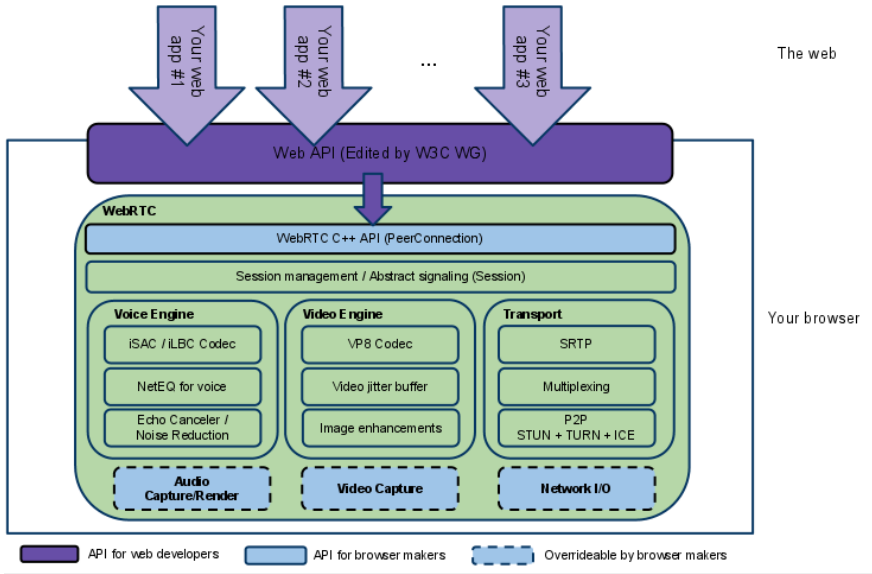 Your web
app #1
Your web
app #2
...
Your web
app #3
The web
Web API (Edited by W3C WG)
WebRTC
WebRTC C++ API (PeerConnection)
Session management / Abstract signaling (Session)
Your browser
Voice Engine
iSAC / iLBC Codec
NetEQ for voice
Echo Canceler /
Noise Reduction
Video Engine
VP8 Codec
Video jitter buffer
Image enhancements
Transport
SRTP
Multiplexing
P2P
STUN + TURN + ICE
Audio
Capture/Render
Video Capture
Network I/O
API for web developers
API for browser makers
Overrideable by browser makers